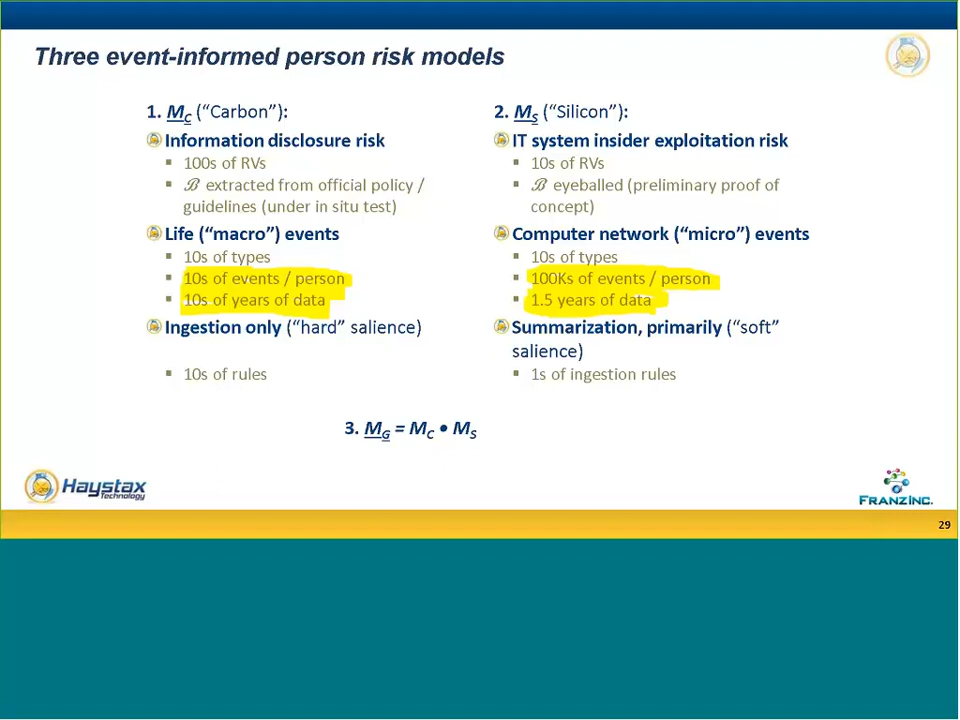 Three event-informed person risk models
1. MC (“Carbon”):
Information disclosure risk
100s of RVs
ℬ extracted from official policy /
guidelines (under in situ test)
Life (“macro”) events
10s of types
10s of events / person
10s of years of data
Ingestion only (“hard” salience)
10s of rules
2. MS (“Silicon”):
IT system insider exploitation risk
10s of RVs
ℬ eyeballed (preliminary proof of
concept)
Computer network (“micro”) events
10s of types
100Ks of events / person
1.5 years of data
Summarization, primarily (“soft”
salience)
1s of ingestion rules
3. MG = MC • MS
Haystax
Technology
FRANZ INC.
29